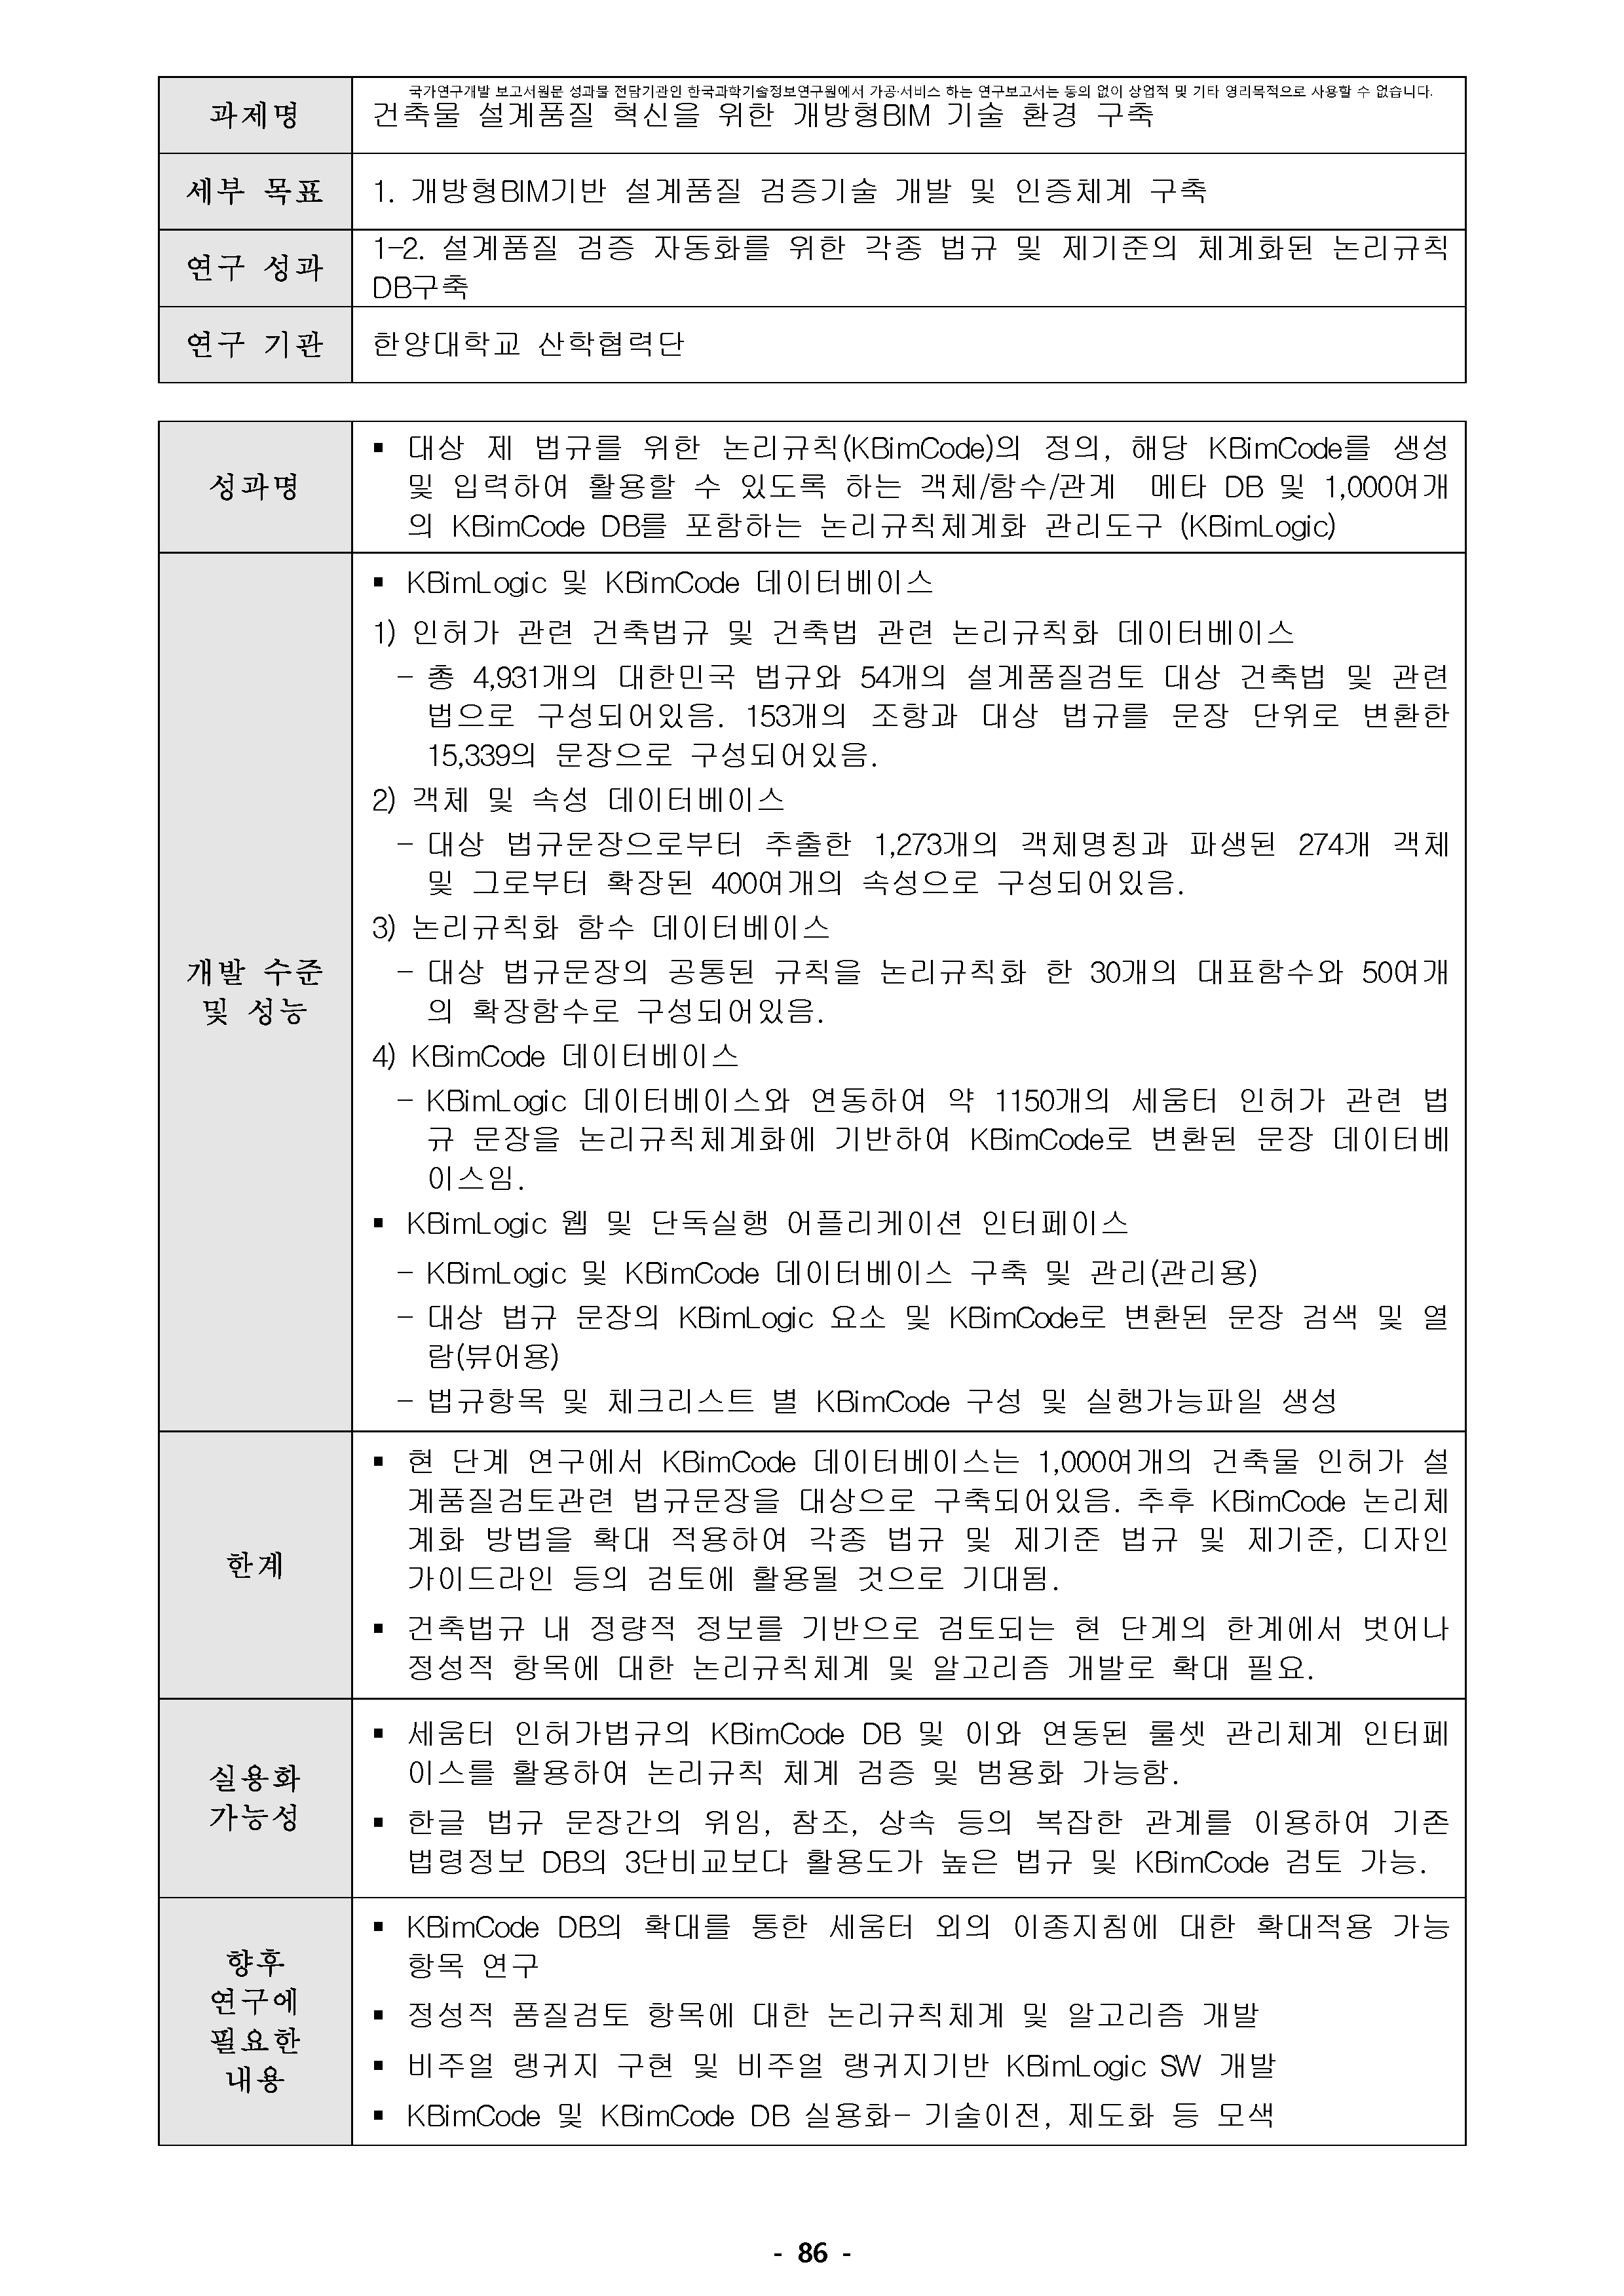 국가연구개발 보고서원문 성과물 전담기관인 한국과학기술정보연구원에서 가공·서비스 하는 연구보고서는 동의 없이 상업적 및 기타 영리목적으로 사용할 수 없습니다.
과제명
건축물 설계품질 혁신을 위한 개방형BIM 기술 환경 구축
세부 목표
1. 개방형BIM기반 설계품질 검증기술 개발 및 인증체계 구축
연구 성과
1-2. 설계품질 검증 자동화를 위한 각종 법규 및 제기준의 체계화된 논리규칙
DB구축
연구 기관
한양대학교 산학협력단
성과명
▪ 대상 제 법규를 위한 논리규칙(KBimCode)의 정의, 해당 KBimCode를 생성
및 입력하여 활용할 수 있도록 하는 객체/함수/관계 메타 DB 및 1,000여개
의 KBimCode DB를 포함하는 논리규칙체계화 관리도구 (KBimLogic)
개발 수준
및 성능
▪ KBimLogic 및 KBimCode 데이터베이스
1) 인허가 관련 건축법규 및 건축법 관련 논리규칙화 데이터베이스
- 총 4,931개의 대한민국 법규와 54개의 설계품질검토 대상 건축법 및 관련
법으로 구성되어있음. 153개의 조항과 대상 법규를 문장 단위로 변환한
15,339의 문장으로 구성되어있음.
2) 객체 및 속성 데이터베이스
- 대상 법규문장으로부터 추출한 1,273개의 객체명칭과 파생된 274개 객체
및 그로부터 확장된 400여개의 속성으로 구성되어있음.
3) 논리규칙화 함수 데이터베이스
- 대상 법규문장의 공통된 규칙을 논리규칙화 한 30개의 대표함수와 50여개
의 확장함수로 구성되어있음.
4) KBimCode 데이터베이스
- KBimLogic 데이터베이스와 연동하여 약 1150개의 세움터 인허가 관련 법
규 문장을 논리규칙체계화에 기반하여 KBimCode로 변환된 문장 데이터베
이스임.
▪ KBimLogic 웹 및 단독실행 어플리케이션 인터페이스
- KBimLogic 및 KBimCode 데이터베이스 구축 및 관리(관리용)
- 대상 법규 문장의 KBimLogic 요소 및 KBimCode로 변환된 문장 검색 및 열
람(뷰어용)
- 법규항목 및 체크리스트 별 KBimCode 구성 및 실행가능파일 생성
한계
▪ 현 단계 연구에서 KBimCode 데이터베이스는 1,000여개의 건축물 인허가 설
계품질검토관련 법규문장을 대상으로 구축되어있음. 추후 KBimCode 논리체
계화 방법을 확대 적용하여 각종 법규 및 제기준 법규 및 제기준, 디자인
가이드라인 등의 검토에 활용될 것으로 기대됨.
▪ 건축법규 내 정량적 정보를 기반으로 검토되는 현 단계의 한계에서 벗어나
정성적 항목에 대한 논리규칙체계 및 알고리즘 개발로 확대 필요.
실용화
가능성
▪ 세움터 인허가법규의 KBimCode DB 및 이와 연동된 룰셋 관리체계 인터페
이스를 활용하여 논리규칙 체계 검증 및 범용화 가능함.
▪ 한글 법규 문장간의 위임, 참조, 상속 등의 복잡한 관계를 이용하여 기존
법령정보 DB의 3단비교보다 활용도가 높은 법규 및 KBimCode 검토 가능.
향후
연구에
필요한
내용
▪ KBimCode DB의 확대를 통한 세움터 외의 이종지침에 대한 확대적용 가능
항목 연구
▪ 정성적 품질검토 항목에 대한 논리규칙체계 및 알고리즘 개발
▪ 비주얼 랭귀지 구현 및 비주얼 랭귀지기반 KBimLogic SW 개발
▪ KBimCode 및 KBimCode DB 실용화- 기술이전, 제도화 등 모색
- 86 -